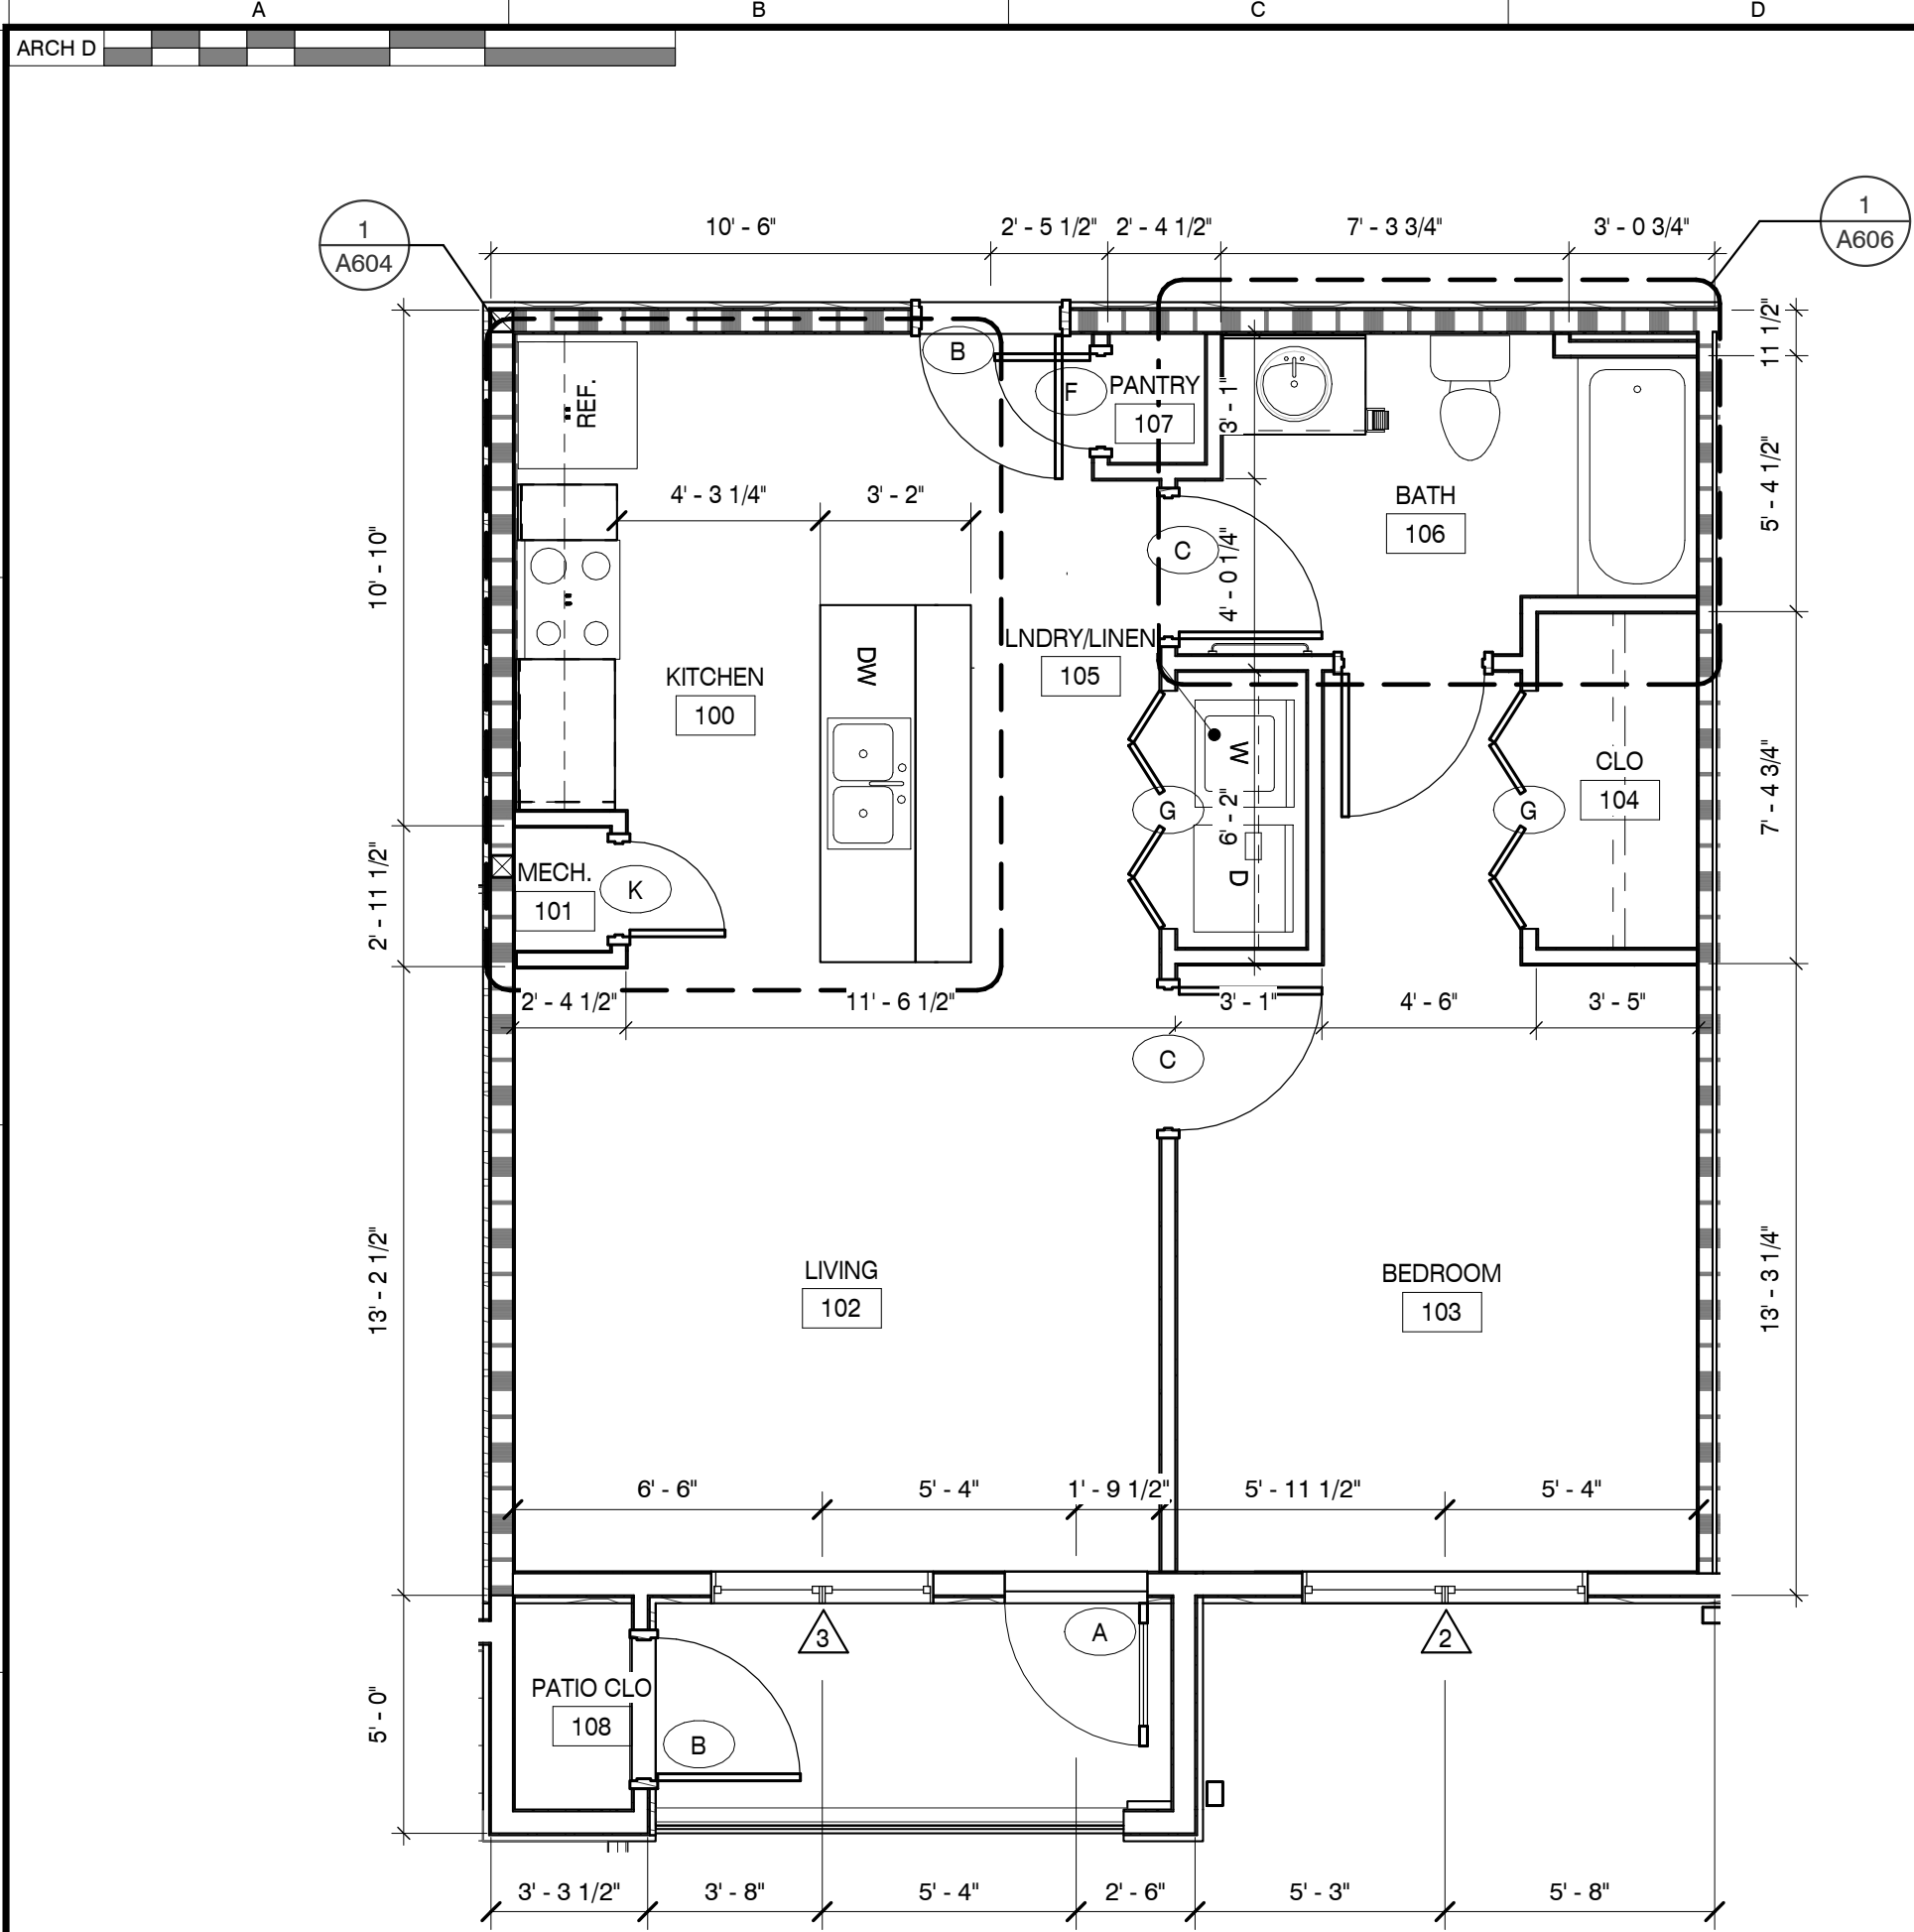 A B C D
ARCH D
1
A604
10' - 6" 2' - 5 1/2" 2' - 4 1/2" 7' - 3 3/4" 3' - 0 3/4"
1
A606
11 1/2"
B
REF.
F
PANTRY
107
3' - 1"
4' - 3 1/4" 3' - 2"
BATH
106
5' - 4 1/2"
10' - 10"
C
4' - 0 1/4"
LNDRY/LINEN
105
DW
KITCHEN
100
W
CLO
104
7' - 4 3/4"
G
6' - 2"
G
D
MECH.
101
K
2' - 11 1/2"
2' - 4 1/2" 11' - 6 1/2" 3' - 1" 4' - 6" 3' - 5"
C
LIVING
102
BEDROOM
103
13' - 2 1/2"
13' - 3 1/4"
6' - 6" 5' - 4" 1' - 9 1/2" 5' - 11 1/2" 5' - 4"
3
A
2
PATIO CLO
108
B
5' - 0"
3' - 3 1/2" 3' - 8" 5' - 4" 2' - 6" 5' - 3" 5' - 8"